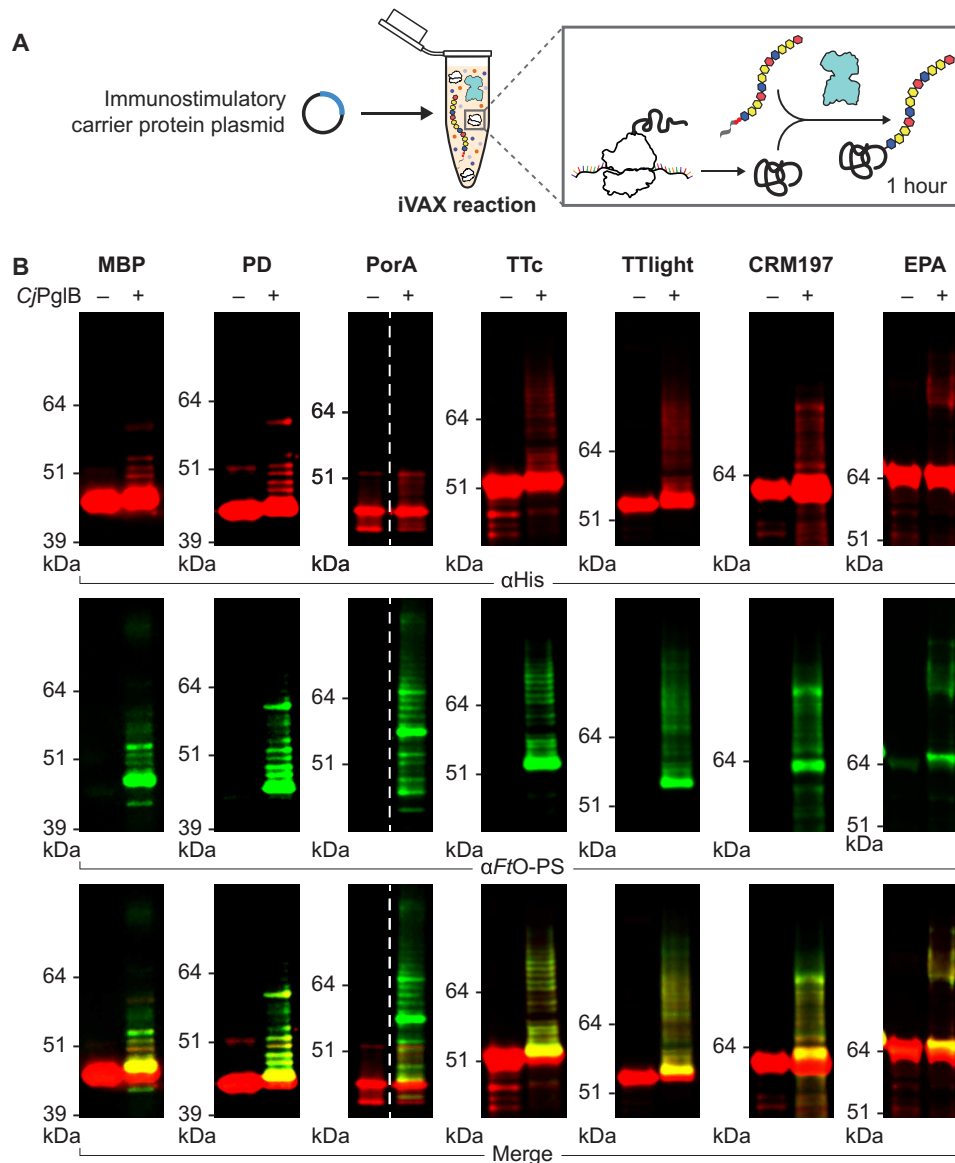 A
Immunostimulatory
carrier protein plasmid
iVAX reaction
1 hour
B
MBP PD PorA TTc TTlight CRM197 EPA
CjPglB – + – + – + – + – + – + – +
64 51 39 kDa
64 51 39 kDa
64 51 kDa
64 51 kDa
64 51 kDa
64 kDa
64 51 kDa
αHis
64 51 39 kDa
64 51 39 kDa
64 51 kDa
64 51 kDa
64 51 kDa
64 kDa
64 51 kDa
αFtO-PS
64 51 39 kDa
64 51 39 kDa
64 51 kDa
64 51 kDa
64 51 kDa
64 kDa
64 51 kDa
Merge